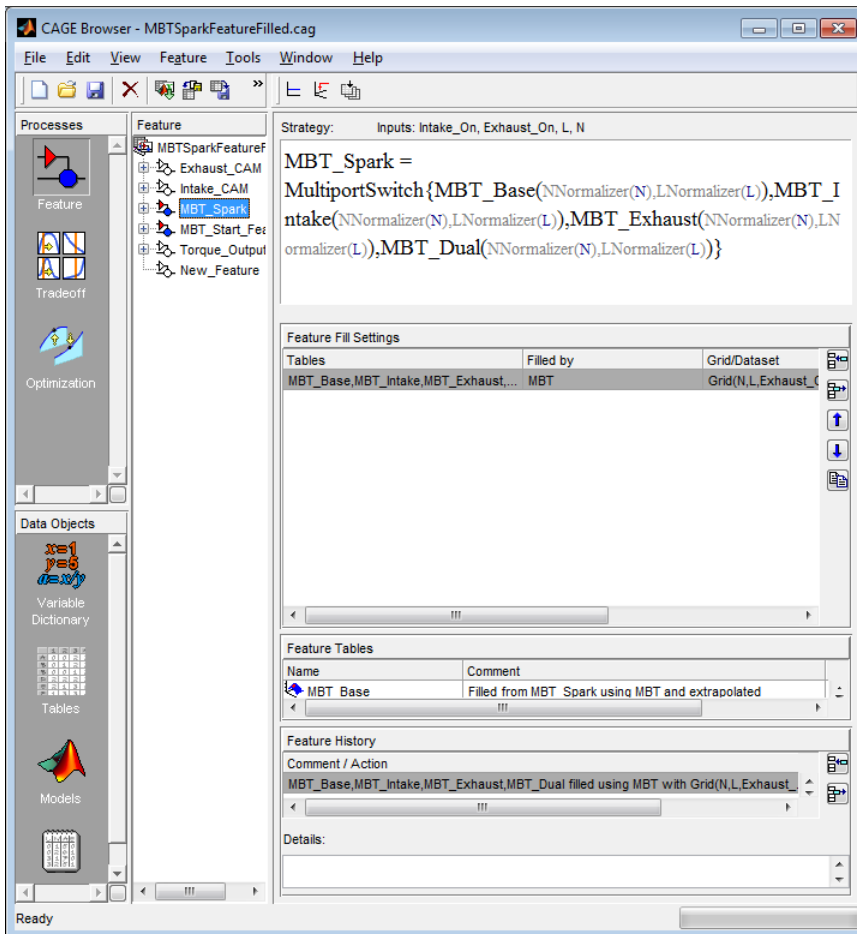 CAGE Browser - MBTSparkFeatureFilled.cag
File Edit View Feature Tools Window Help
Processes
Feature
Tradeoff
Optimization
Data Objects
x=1
y=5
a=x/y
Variable
Dictionary
Tables
Models
Feature
MBTSparkFeatureF
Exhaust_CAM
Intake_CAM
MBT_Spark
MBT_Start_Fea
Torque_Output
New_Feature
Strategy: Inputs: Intake_On, Exhaust_On, L, N
MBT_Spark =
MultiportSwitch{MBT_Base(NNormalizer(N),LNormalizer(L)),MBT_I
ntake(NNormalizer(N),LNormalizer(L)),MBT_Exhaust(NNormalizer(N),LN
ormalizer(L)),MBT_Dual(NNormalizer(N),LNormalizer(L))}
Feature Fill Settings
Tables Filled by Grid/Dataset
MBT_Base,MBT_Intake,MBT_Exhaust,... MBT Grid(N,L,Exhaust_
Feature Tables
Name Comment
MBT_Base Filled from MBT_Spark using MBT and extrapolated
Feature History
Comment / Action
MBT_Base,MBT_Intake,MBT_Exhaust,MBT_Dual filled using MBT with Grid(N,L,Exhaust_
Details:
Ready